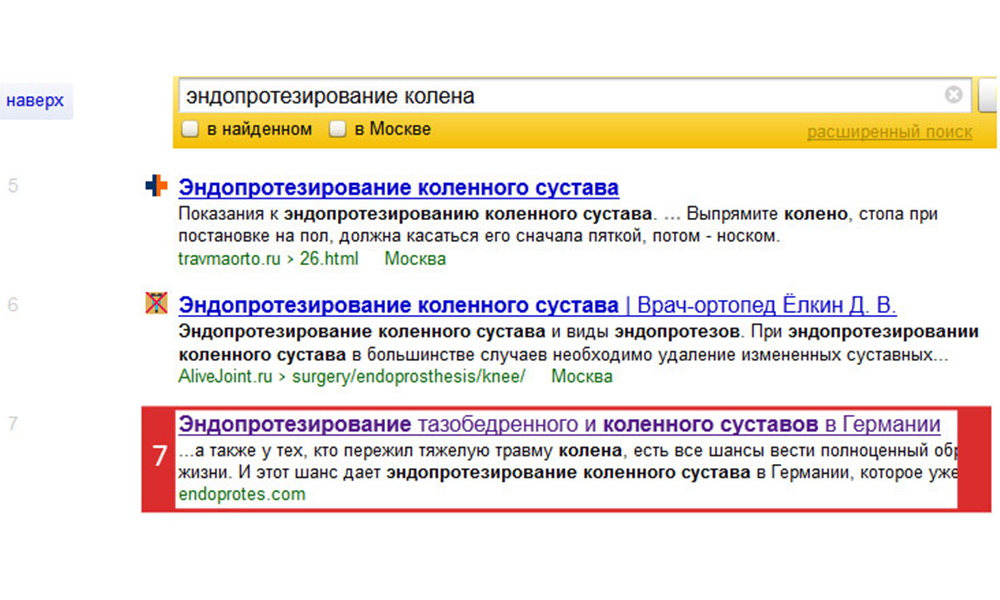 наверх
эндопротезирование колена
в найденном в Москве
расширенный поиск
5
Эндопротезирование коленного сустава
Показания к эндопротезированию коленного сустава. ... Выпрямите колено, стопа при
постановке на пол, должна касаться его сначала пяткой, потом - носком.
travmaorto.ru > 26.html Москва
6
Эндопротезирование коленного сустава | Врач-ортопед Ёлкин Д. В.
Эндопротезирование коленного сустава и виды эндопротезов. При эндопротезировании
коленного сустава в большинстве случаев необходимо удаление измененных суставных...
AliveJoint.ru > surgery/endoprosthesis/knee/ Москва
7
7
Эндопротезирование тазобедренного и коленного суставов в Германии
...а также у тех, кто пережил тяжелую травму колена, есть все шансы вести полноценный
жизни. И этот шанс дает эндопротезирование коленного сустава в Германии, которое уже
endoprotes.com